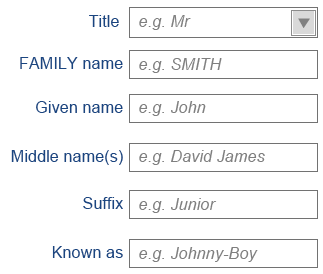 Title e.g. Mr
FAMILY name e.g. SMITH
Given name e.g. John
Middle name(s) e.g. David James
Suffix e.g. Junior
Known as e.g. Johnny-Boy